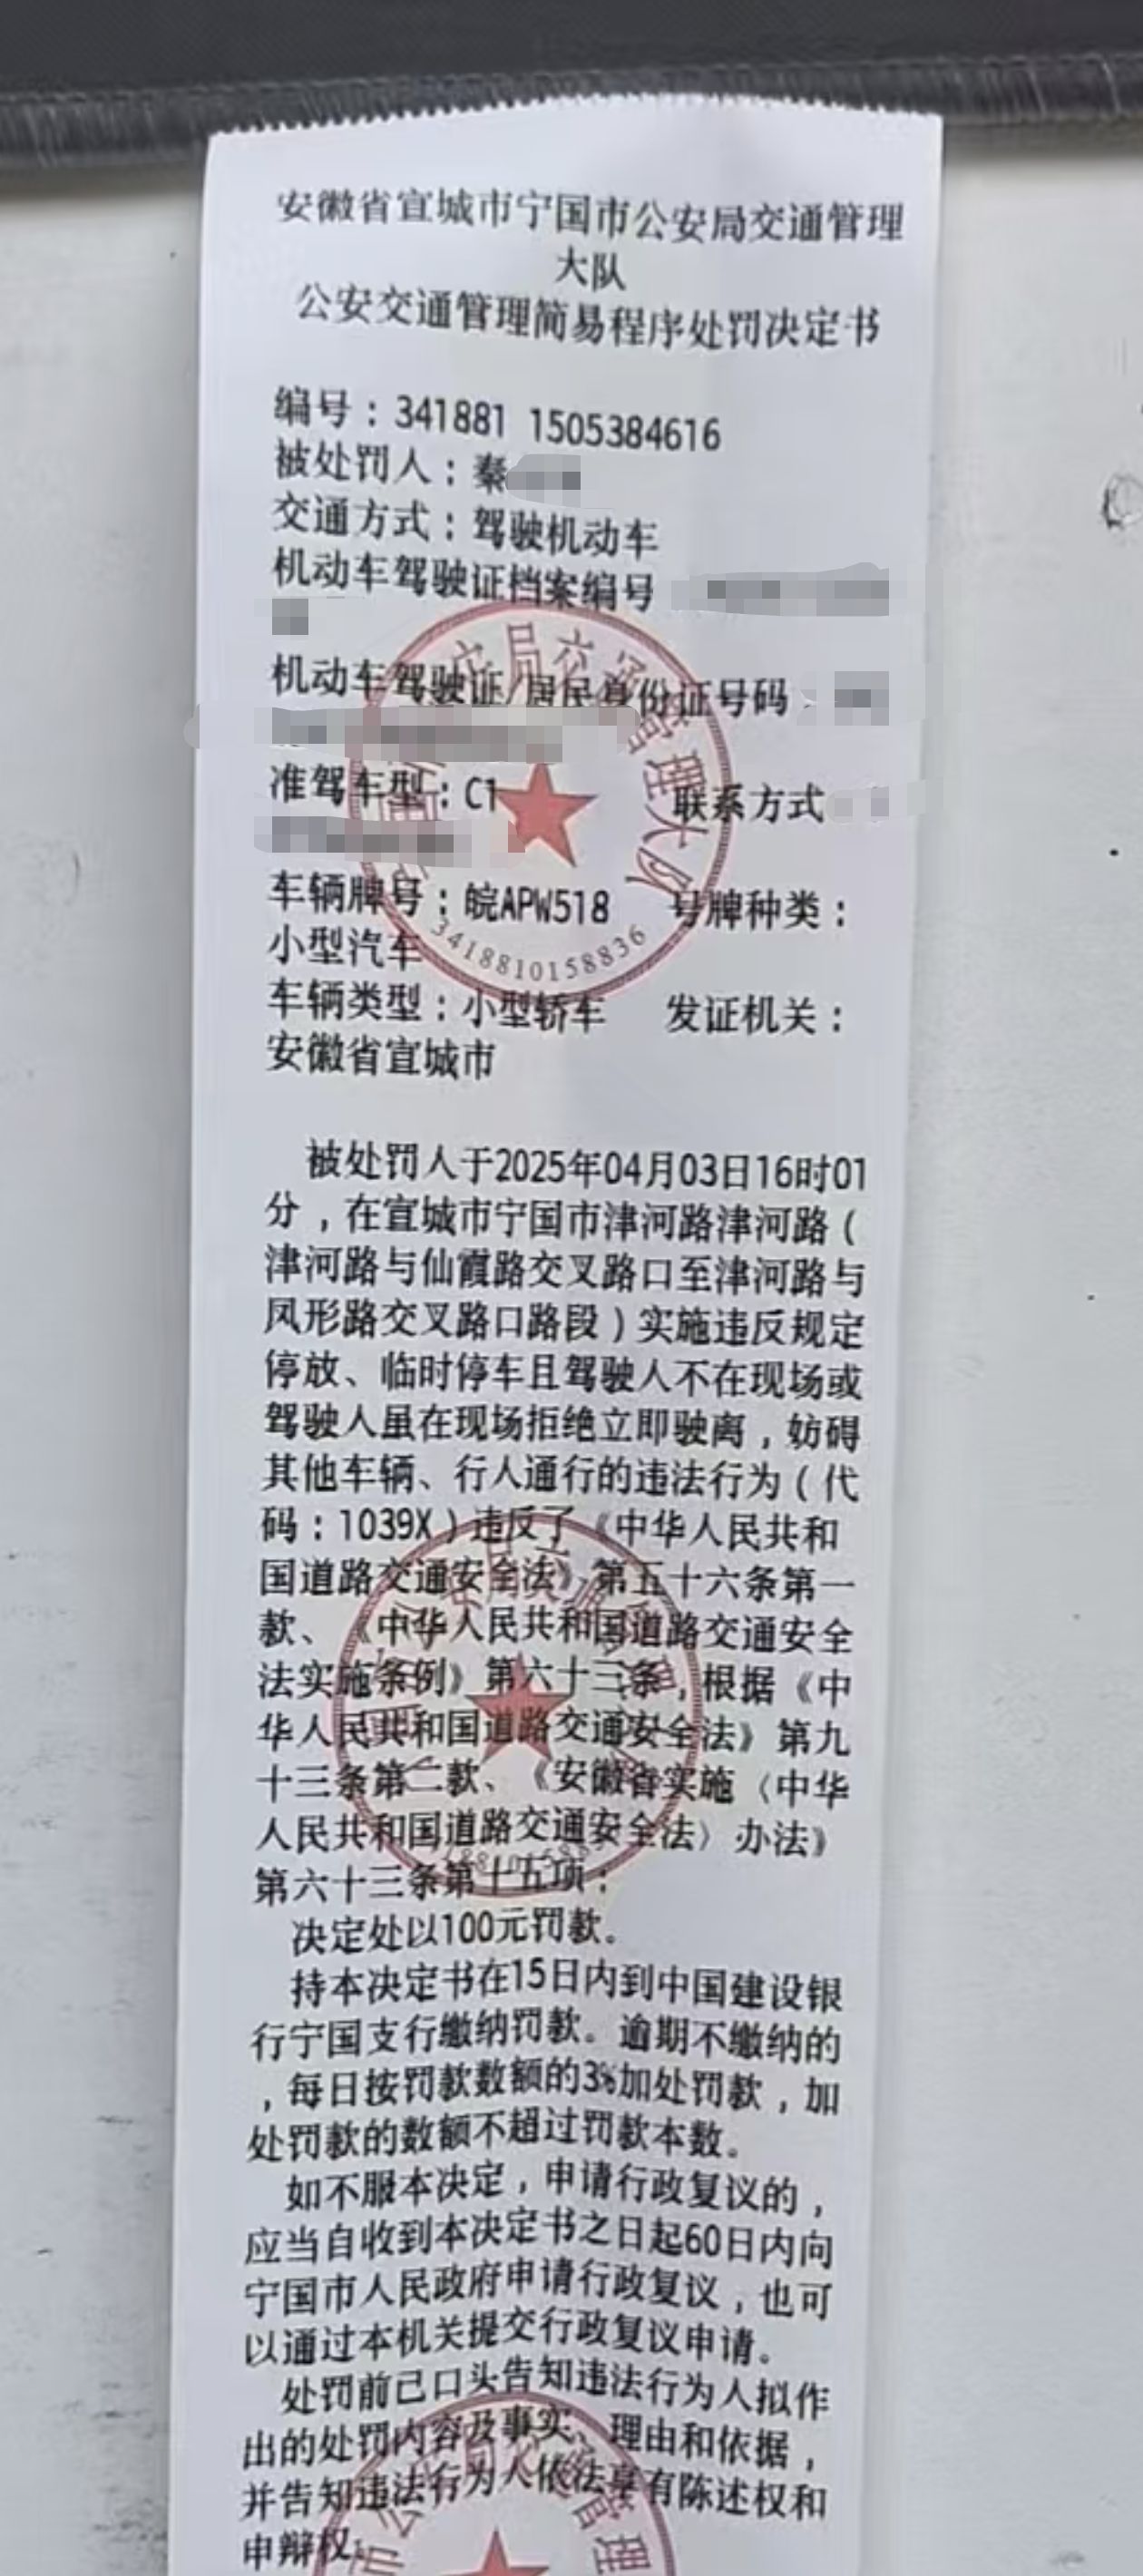 安徽省宣城市宁国市公安局交通管理
大队
公安交通管理简易程序处罚决定书
编号：341881 1505384616
被处罚人：秦
交通方式：驾驶机动车
机动车驾驶证档案编号
机动车驾驶证 居民身份证号码
准驾车型：C1 联系方式
车辆牌号：皖APW518 号牌种类：
小型汽车
3418810158836
车辆类型：小型轿车 发证机关：
安徽省宣城市
被处罚人于2025年04月03日16时01
分，在宣城市宁国市津河路津河路（
津河路与仙霞路交叉路口至津河路与
凤形路交叉路口路段）实施违反规定
停放、临时停车且驾驶人不在现场或
驾驶人虽在现场拒绝立即驶离，妨碍
其他车辆、行人通行的违法行为（代
码：1039X）违反了《中华人民共和
国道路交通安全法》第五十六条第一
款、《中华人民共和国道路交通安全
法实施条例》第六十三条，根据《中
华人民共和国道路交通安全法》第九
十三条第二款、《安徽省实施〈中华
人民共和国道路交通安全法〉办法》
第六十三条第十五项：
决定处以100元罚款。
持本决定书在15日内到中国建设银
行宁国支行缴纳罚款。逾期不缴纳的
，每日按罚款数额的3%加处罚款，加
处罚款的数额不超过罚款本数。
如不服本决定，申请行政复议的，
应当自收到本决定书之日起60日内向
宁国市人民政府申请行政复议，也可
以通过本机关提交行政复议申请。
处罚前已口头告知违法行为人拟作
出的处罚内容及事实、理由和依据，
并告知违法行为人依法享有陈述权和
申辩权。